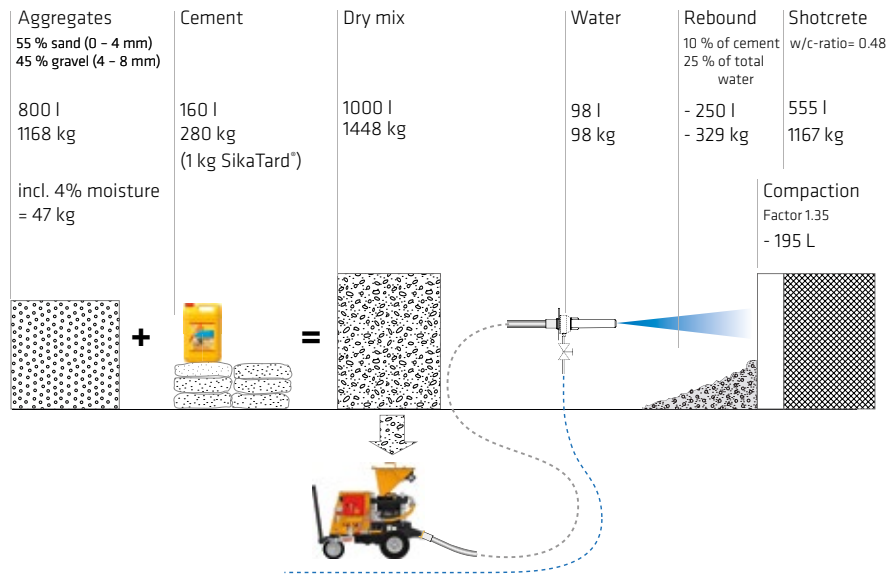 Aggregates
55 % sand (0 – 4 mm)
45 % gravel (4 – 8 mm)
800 l
1168 kg
incl. 4% moisture
= 47 kg
Cement
160 l
280 kg
(1 kg SikaTard®)
Dry mix
1000 l
1448 kg
Water
98 l
98 kg
Rebound
10 % of cement
25 % of total
water
- 250 l
- 329 kg
Shotcrete
w/c-ratio= 0.48
555 l
1167 kg
Compaction
Factor 1.35
- 195 L
+
=